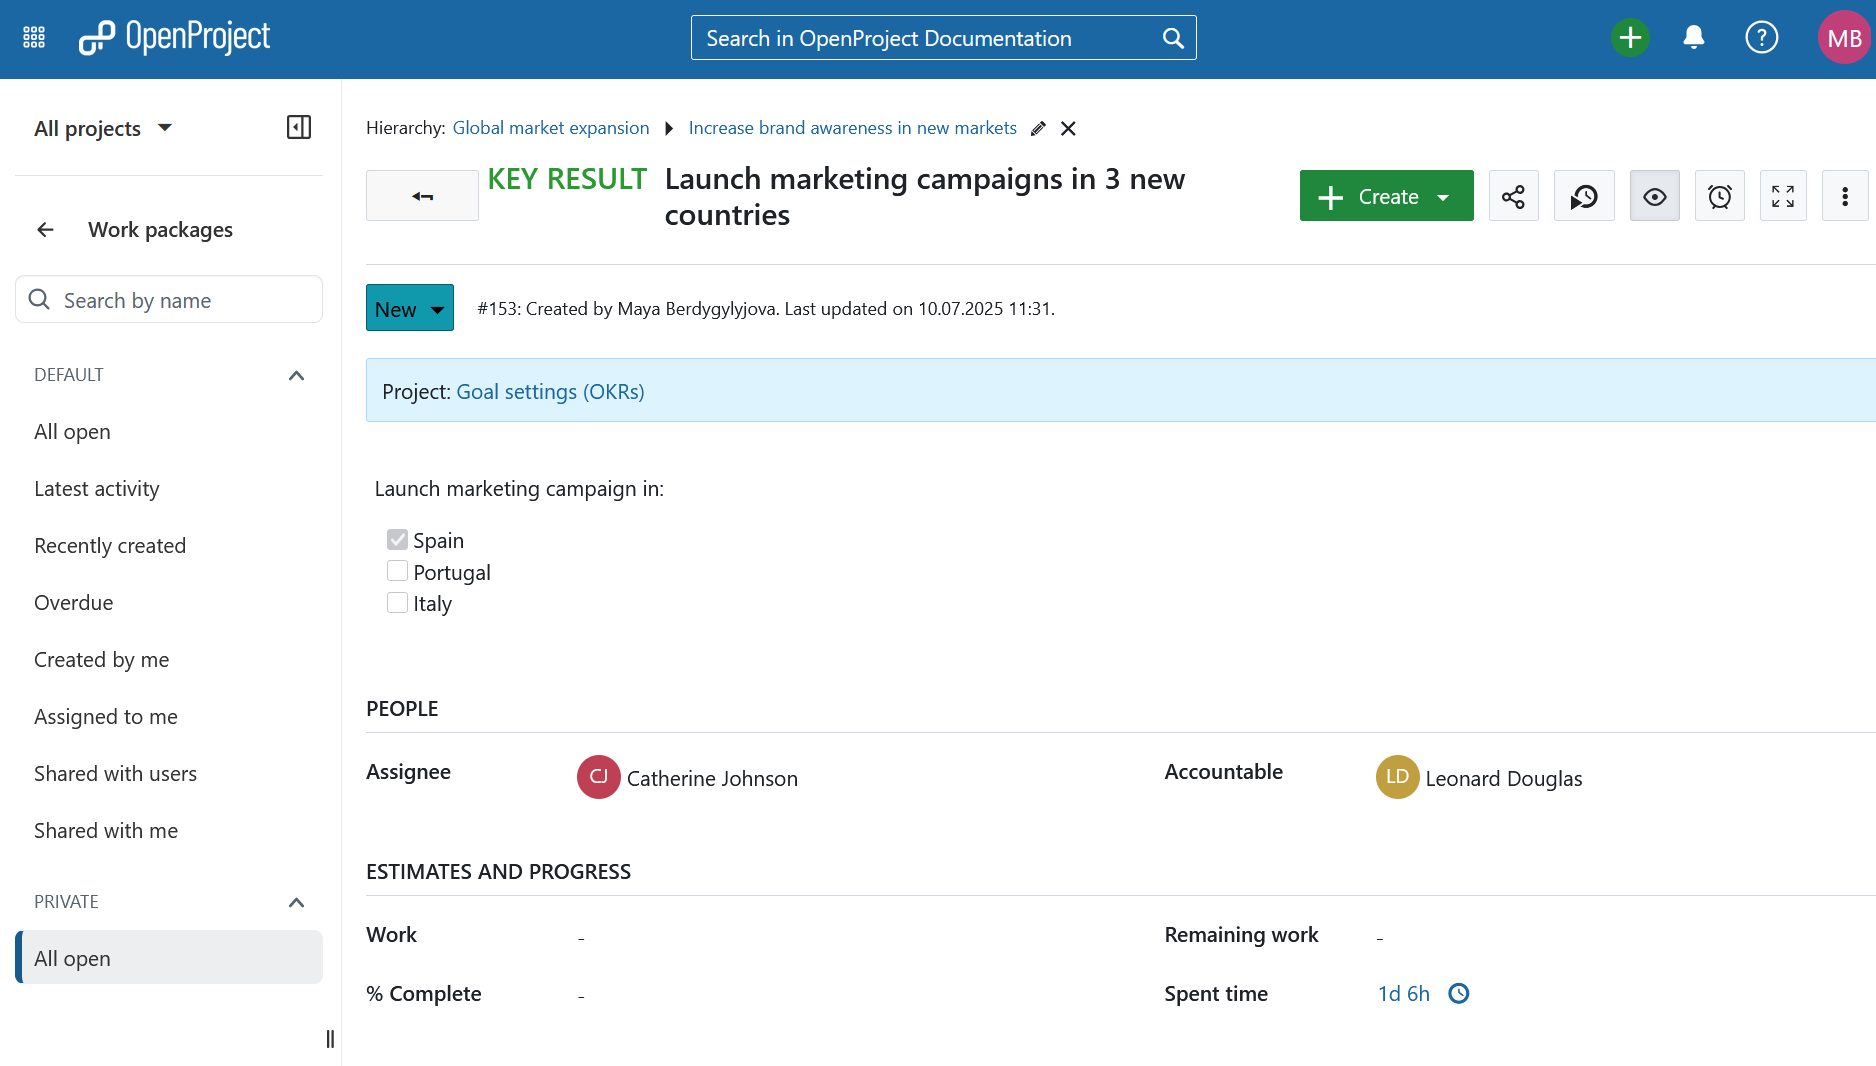 OpenProject
Search in OpenProject Documentation
?
MB
All projects
Work packages
Search by name
DEFAULT
All open
Latest activity
Recently created
Overdue
Created by me
Assigned to me
Shared with users
Shared with me
PRIVATE
All open
Hierarchy: Global market expansion Increase brand awareness in new markets
KEY RESULT Launch marketing campaigns in 3 new
countries
Create
New
#153: Created by Maya Berdygylyjova. Last updated on 10.07.2025 11:31.
Project: Goal settings (OKRs)
Launch marketing campaign in:
Spain
Portugal
Italy
PEOPLE
Assignee CJ Catherine Johnson
Accountable LD Leonard Douglas
ESTIMATES AND PROGRESS
Work -
Remaining work -
% Complete -
Spent time 1d 6h